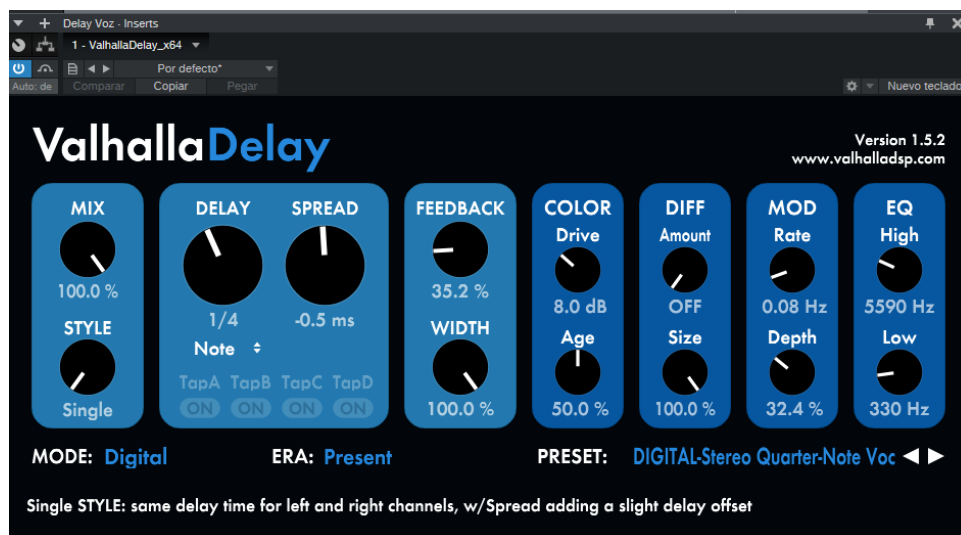 Delay Voz - Inserts
1 - ValhallaDelay_x64
Por defecto*
Auto: de Comparar Copiar Pegar Nuevo teclado
ValhallaDelay
Version 1.5.2
www.valhalladsp.com
MIX DELAY SPREAD FEEDBACK COLOR DIFF MOD EQ
Drive Amount Rate High
100.0 % 1/4 -0.5 ms 35.2 % 8.0 dB OFF 0.08 Hz 5590 Hz
STYLE Note WIDTH Age Size Depth Low
TapA TapB TapC TapD
Single ON ON ON ON 100.0 % 50.0 % 100.0 % 32.4 % 330 Hz
MODE: Digital ERA: Present PRESET: DIGITAL-Stereo Quarter-Note Voc
Single STYLE: same delay time for left and right channels, w/Spread adding a slight delay offset